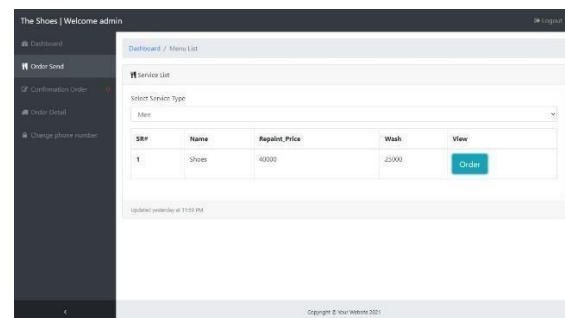 The Shoes | Welcome admin
Logout
Dashboard
Order Send
Confirmation Order
Order Detail
Change phone number
Dashboard / Menu List
Service List
Select Service Type
Men
SR# Name Repaint_Price Wash View
1 Shoes 40000 25000 Order
Updated yesterday at 11:59 PM
Copyright © Your Website 2021